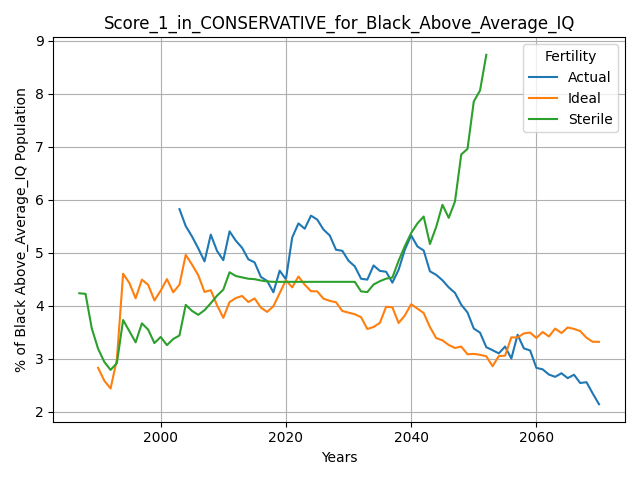 Score_1_in_CONSERVATIVE_for_Black_Above_Average_IQ
% of Black Above_Average_IQ Population
9
8
7
6
5
4
3
2
Fertility
Actual
Ideal
Sterile
2000
2020
2040
2060
Years